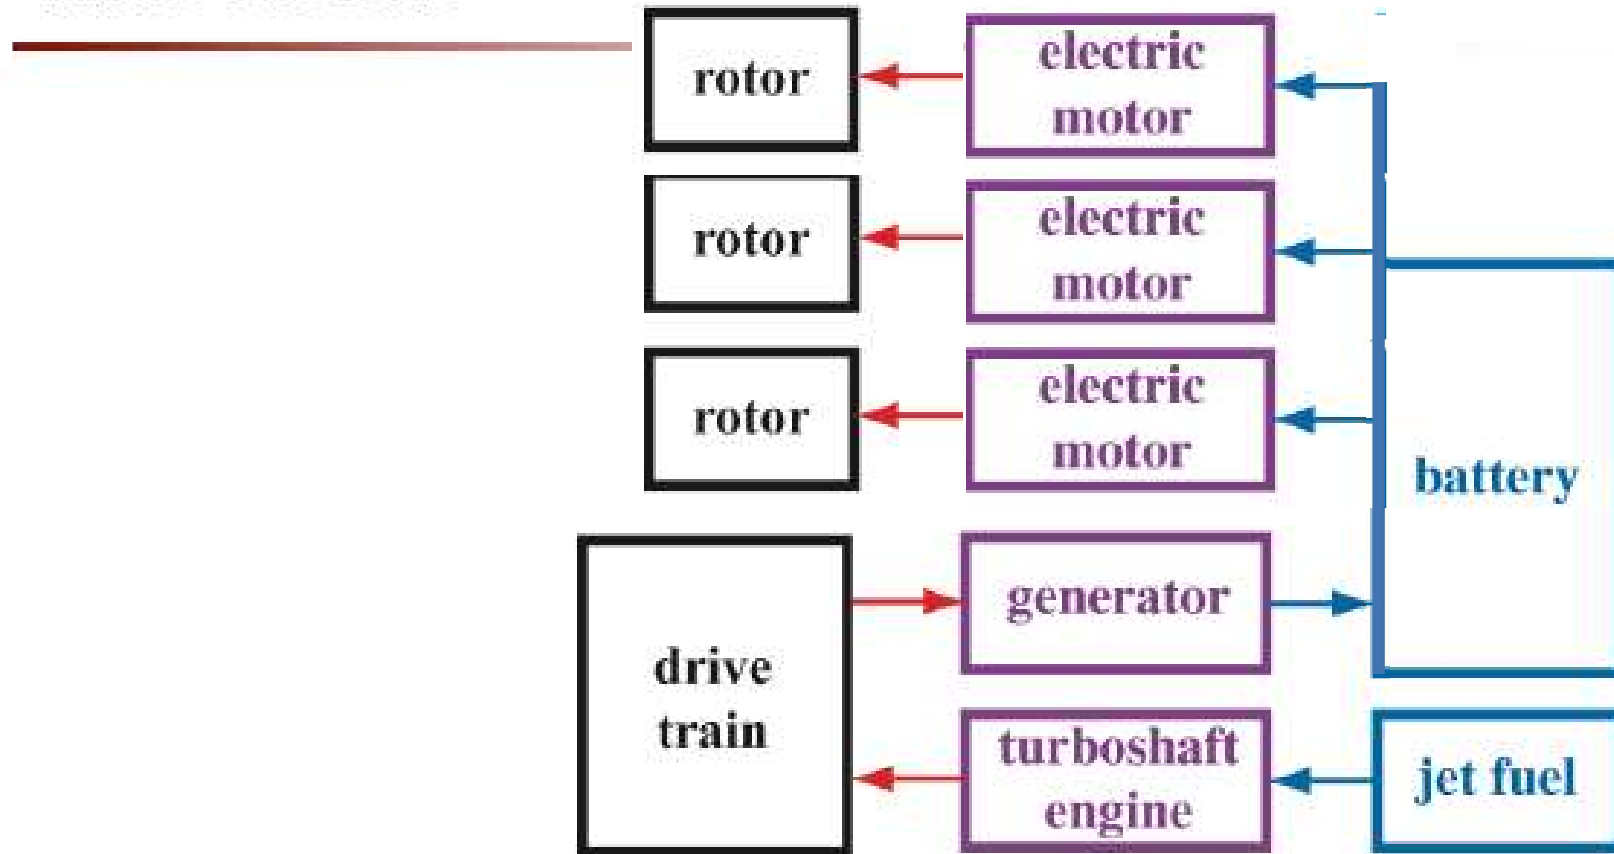 rotor
electric
motor
rotor
electric
motor
rotor
electric
motor
battery
drive
train
generator
turboshaft
engine
jet fuel